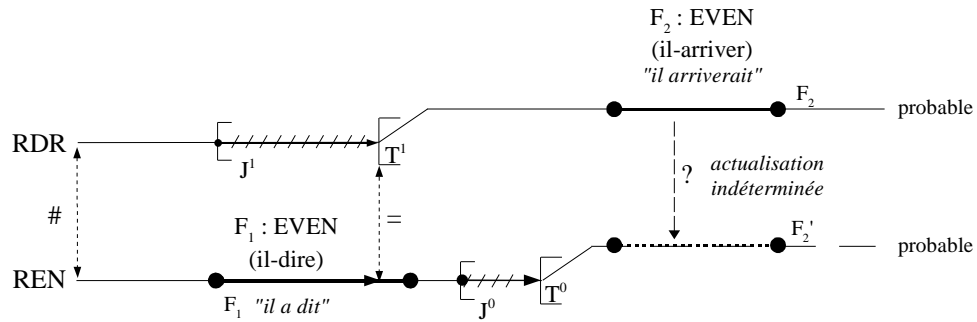 F₂ : EVEN
(il-arriver)
"il arriverait"
F₂
probable
RDR
J¹
T¹
?
actualisation
indéterminée
#
F₁ : EVEN
(il-dire)
=
F₂'
probable
REN
F₁ "il a dit"
J⁰
T⁰